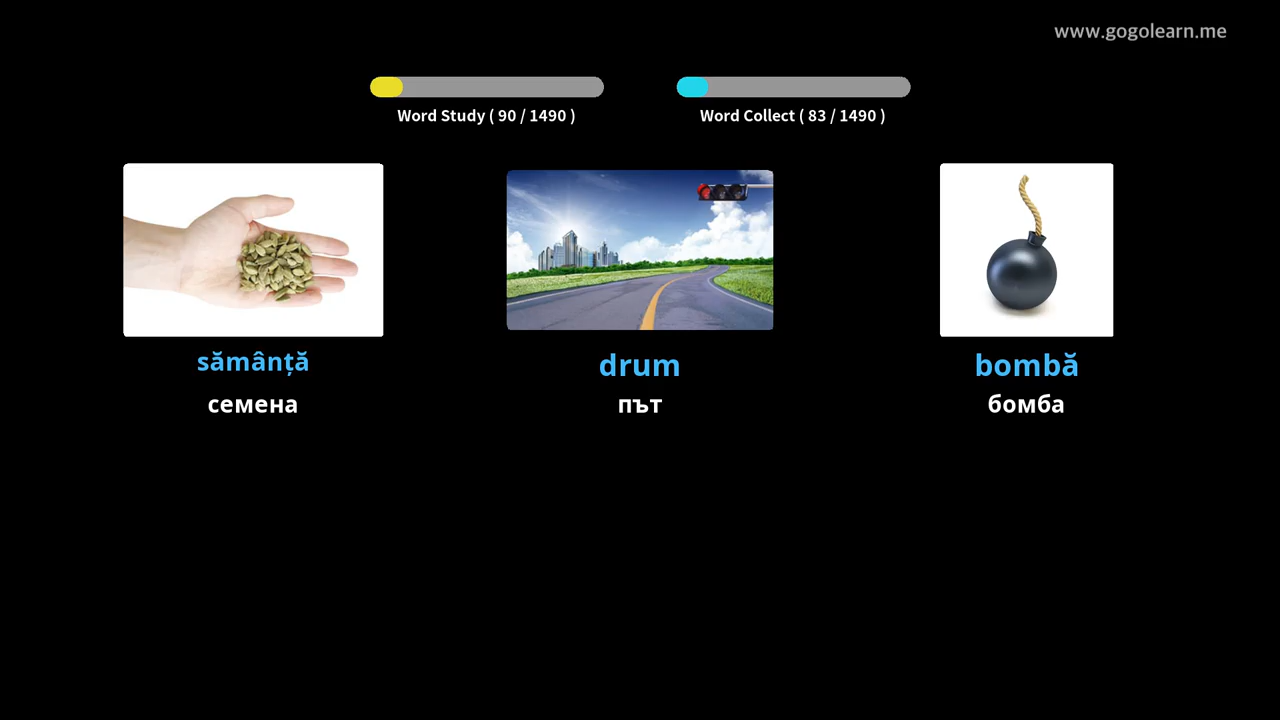 www.gogolearn.me
Word Study ( 90 / 1490 )
Word Collect ( 83 / 1490 )
sămânță
drum
bombă
семена
път
бомба